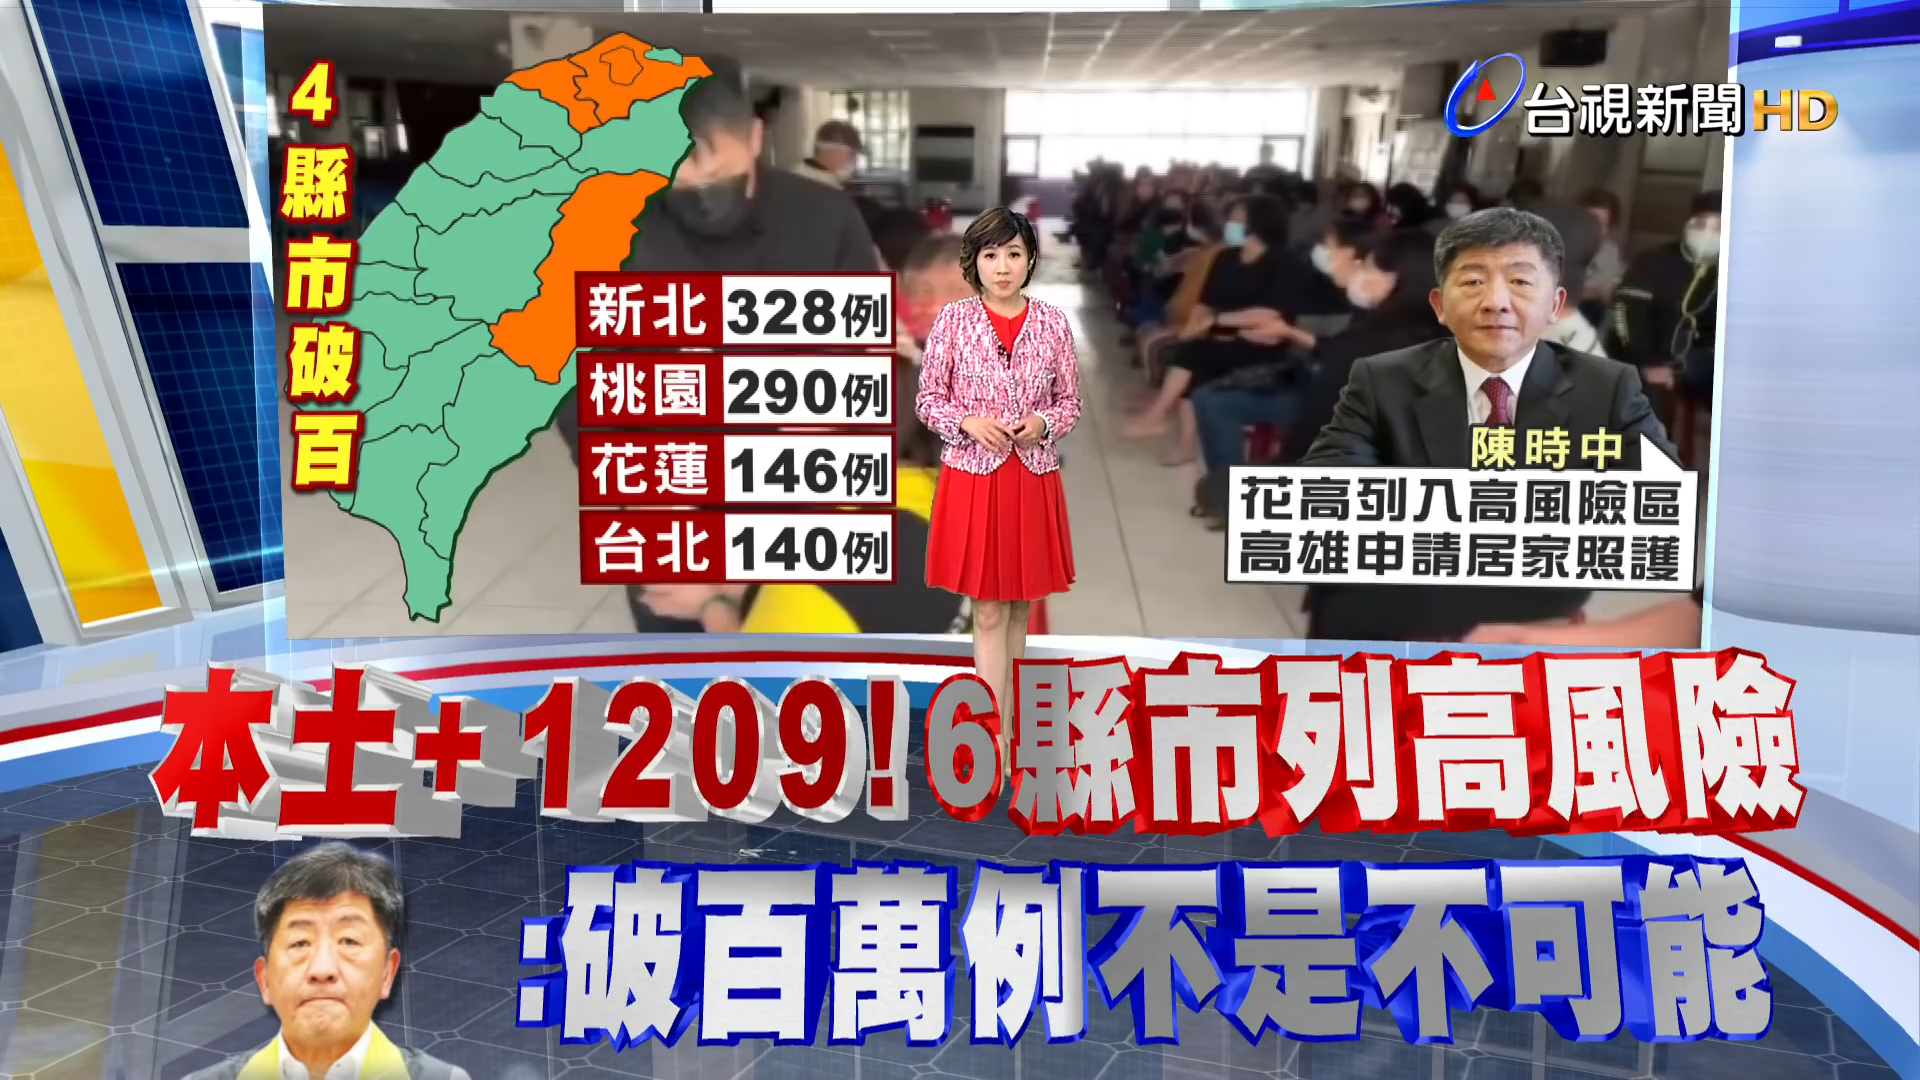 4縣市破百
台視新聞HD
新北 328例
桃園 290例
花蓮 146例
台北 140例
陳時中
花高列入高風險區
高雄申請居家照護
本土+1209!6縣市列高風險
:破百萬例不是不可能